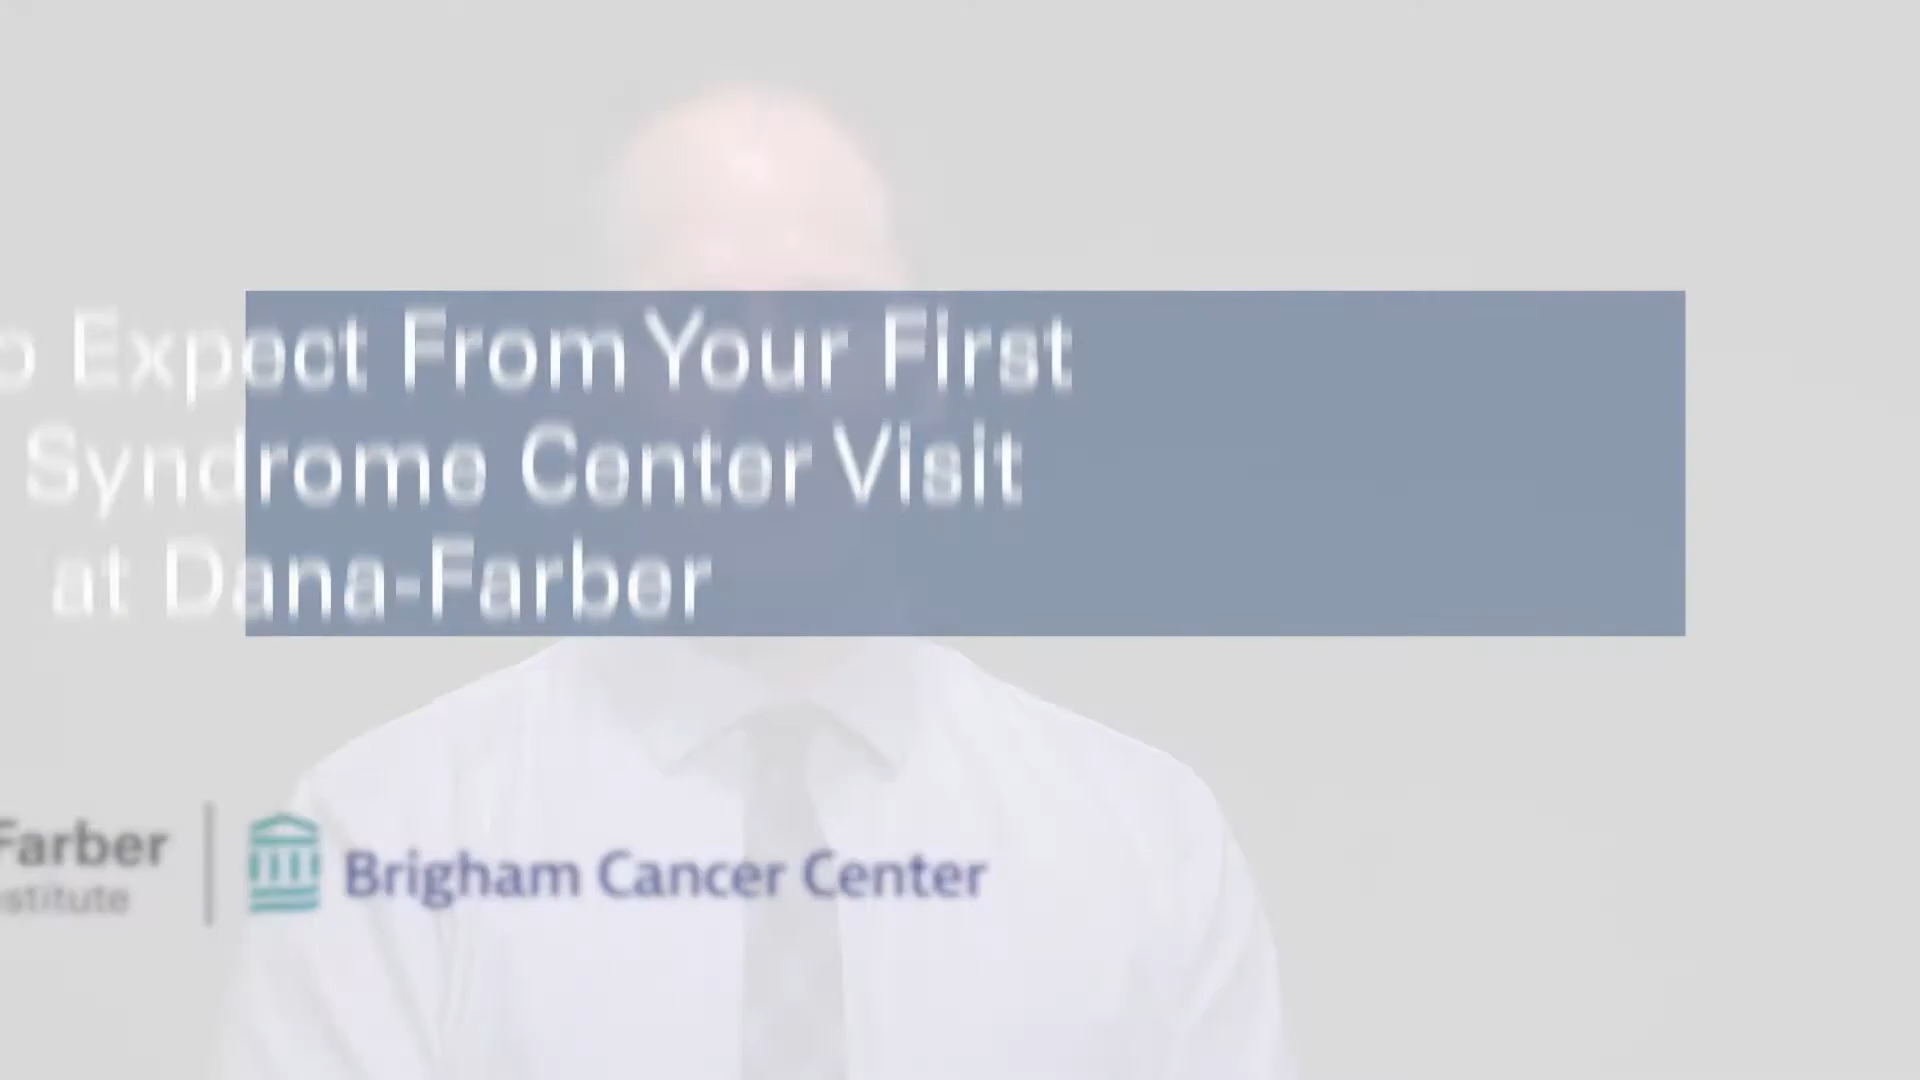 o Expect From Your First
Syndrome Center Visit
at Dana-Farber
Farber
stitute
Brigham Cancer Center